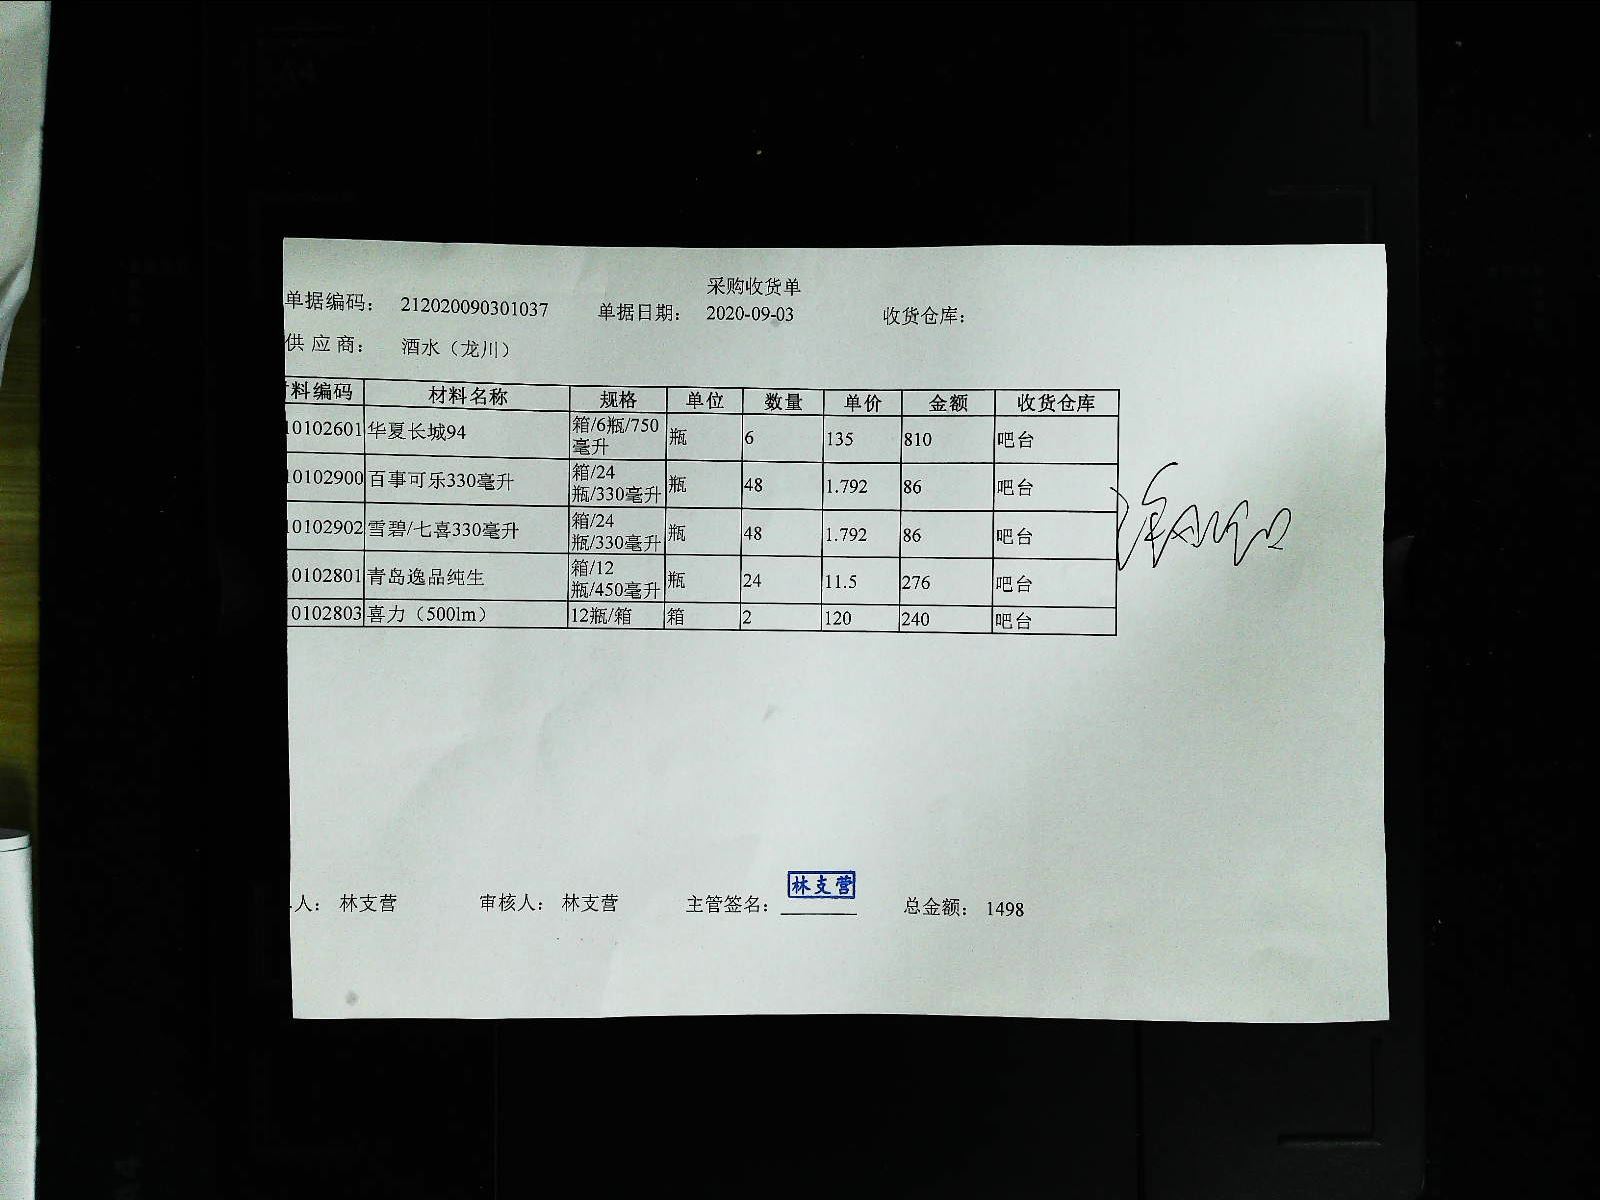 采购收货单
单据编码： 212020090301037 单据日期： 2020-09-03 收货仓库：
供 应 商： 酒水（龙川）
料编码 材料名称 规格 单位 数量 单价 金额 收货仓库
10102601 华夏长城94 箱/6瓶/750毫升 瓶 6 135 810 吧台
10102900 百事可乐330毫升 箱/24瓶/330毫升 瓶 48 1.792 86 吧台
10102902 雪碧/七喜330毫升 箱/24瓶/330毫升 瓶 48 1.792 86 吧台
0102801 青岛逸品纯生 箱/12瓶/450毫升 瓶 24 11.5 276 吧台
0102803 喜力（500lm） 12瓶/箱 箱 2 120 240 吧台
林支营
人： 林支营 审核人： 林支营 主管签名： 总金额： 1498